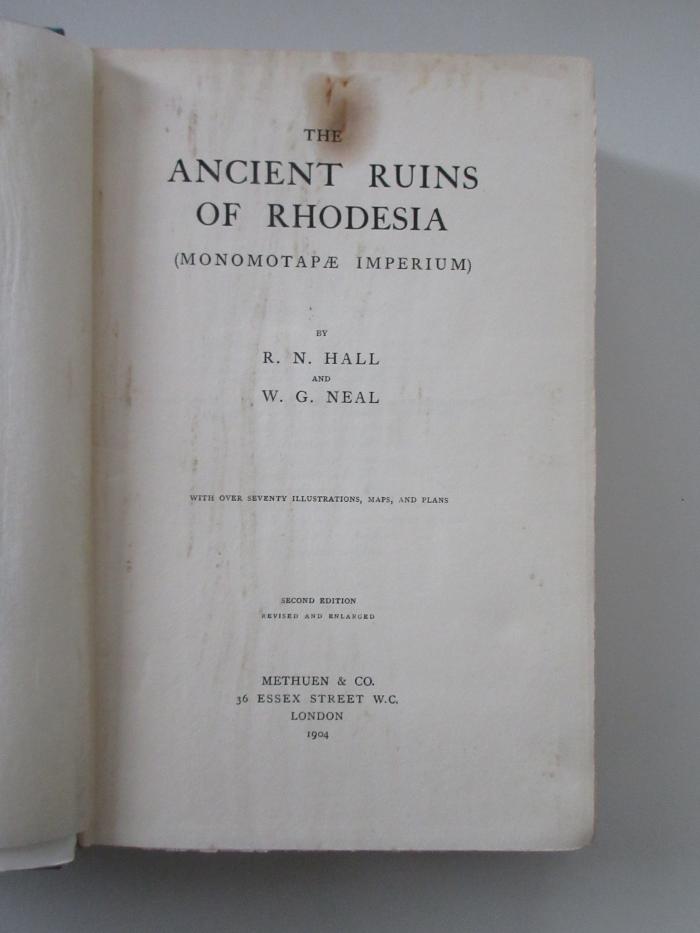 THE
ANCIENT RUINS
OF RHODESIA
(MONOMOTAPÆ IMPERIUM)
BY
R. N. HALL
AND
W. G. NEAL
WITH OVER SEVENTY ILLUSTRATIONS, MAPS, AND PLANS
SECOND EDITION
REVISED AND ENLARGED
METHUEN & CO.
36 ESSEX STREET W.C.
LONDON
1904